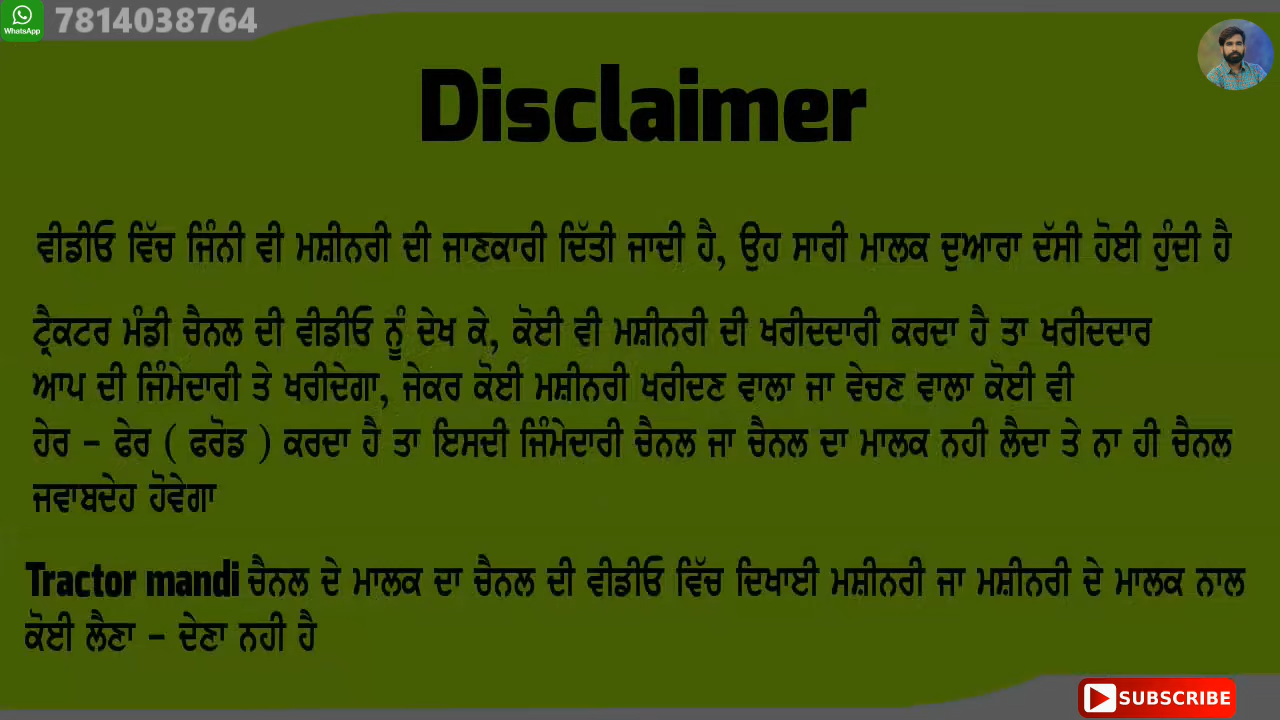 WhatsApp 7814038764
Disclaimer
ਵੀਡੀਓ ਵਿੱਚ ਜਿੰਨੀ ਵੀ ਮਸ਼ੀਨਰੀ ਦੀ ਜਾਣਕਾਰੀ ਦਿੱਤੀ ਜਾਦੀ ਹੈ, ਉਹ ਸਾਰੀ ਮਾਲਕ ਦੁਆਰਾ ਦੱਸੀ ਹੋਈ ਹੁੰਦੀ ਹੈ
ਟ੍ਰੈਕਟਰ ਮੰਡੀ ਚੈਨਲ ਦੀ ਵੀਡੀਓ ਨੂੰ ਦੇਖ ਕੇ, ਕੋਈ ਵੀ ਮਸ਼ੀਨਰੀ ਦੀ ਖਰੀਦਦਾਰੀ ਕਰਦਾ ਹੈ ਤਾ ਖਰੀਦਦਾਰ
ਆਪ ਦੀ ਜਿੰਮੇਦਾਰੀ ਤੇ ਖਰੀਦੇਗਾ, ਜੇਕਰ ਕੋਈ ਮਸ਼ੀਨਰੀ ਖਰੀਦਣ ਵਾਲਾ ਜਾ ਵੇਚਣ ਵਾਲਾ ਕੋਈ ਵੀ
ਹੇਰ - ਫੇਰ ( ਫਰੋਡ ) ਕਰਦਾ ਹੈ ਤਾ ਇਸਦੀ ਜਿੰਮੇਦਾਰੀ ਚੈਨਲ ਜਾ ਚੈਨਲ ਦਾ ਮਾਲਕ ਨਹੀ ਲੈਦਾ ਤੇ ਨਾ ਹੀ ਚੈਨਲ
ਜਵਾਬਦੇਹ ਹੋਵੇਗਾ
Tractor mandi ਚੈਨਲ ਦੇ ਮਾਲਕ ਦਾ ਚੈਨਲ ਦੀ ਵੀਡੀਓ ਵਿੱਚ ਦਿਖਾਈ ਮਸ਼ੀਨਰੀ ਜਾ ਮਸ਼ੀਨਰੀ ਦੇ ਮਾਲਕ ਨਾਲ
ਕੋਈ ਲੈਣਾ - ਦੇਣਾ ਨਹੀ ਹੈ
SUBSCRIBE